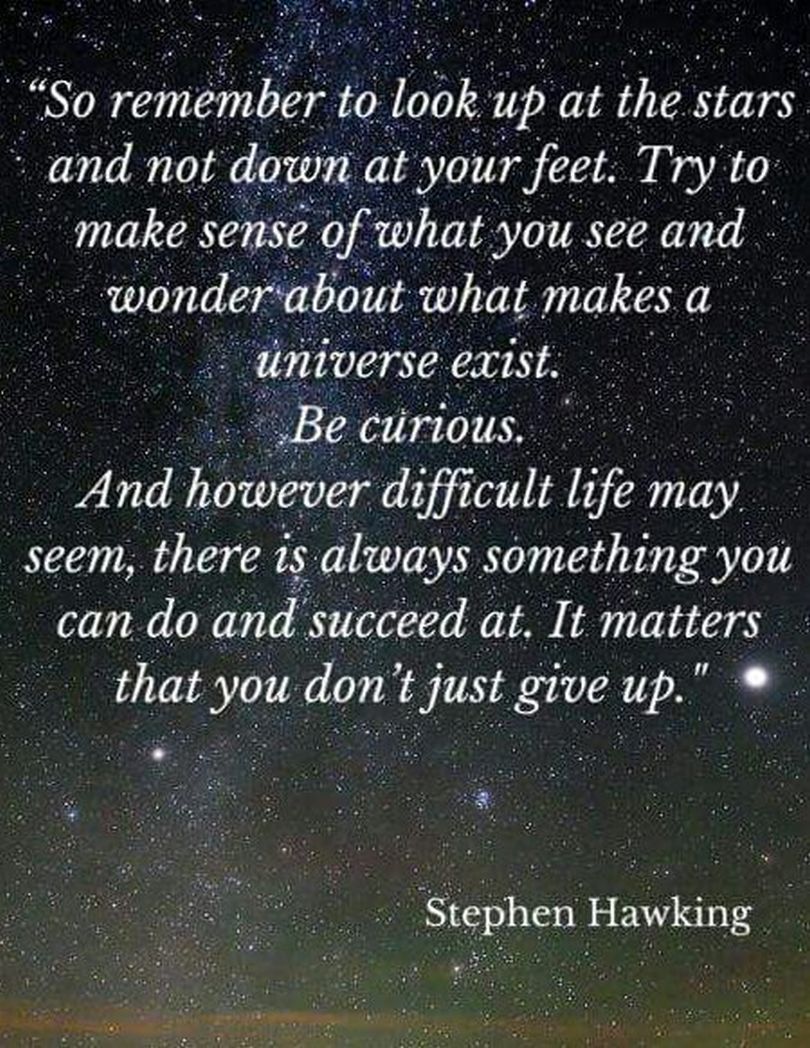 “So remember to look up at the stars
and not down at your feet. Try to
make sense of what you see and
wonder about what makes a
universe exist.
Be curious.
And however difficult life may
seem, there is always something you
can do and succeed at. It matters
that you don’t just give up."
Stephen Hawking